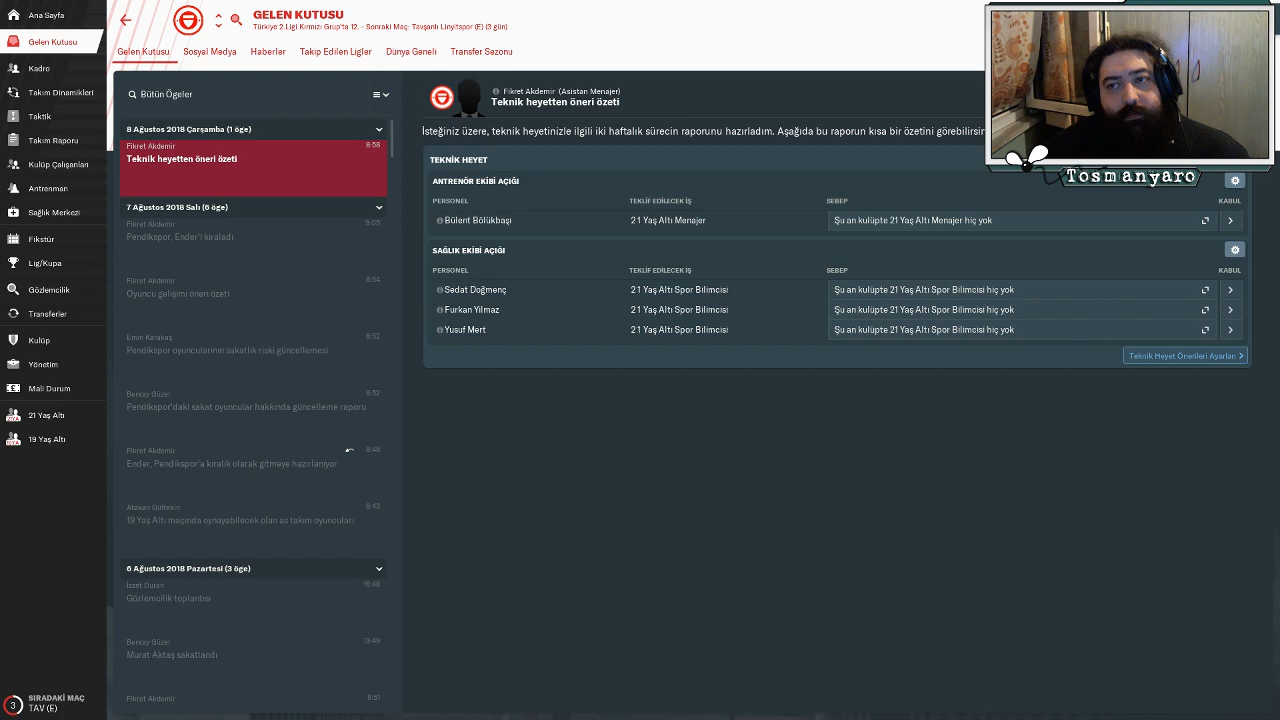 Ana Sayfa
Gelen Kutusu
Kadro
Takım Dinamikleri
Taktik
Takım Raporu
Kulüp Çalışanları
Antrenman
Sağlık Merkezi
Fikstür
Lig/Kupa
Gözlemcilik
Transferler
Kulüp
Yönetim
Mali Durum
21 Yaş Altı
19 Yaş Altı
3
SIRADAKİ MAÇ
TAV (E)
GELEN KUTUSU
Türkiye 2.Ligi Kırmızı Grup'ta 12. - Sonraki Maç: Tavşanlı Linyitspor (E) (3 gün)
Gelen Kutusu Sosyal Medya Haberler Takip Edilen Ligler Dünya Geneli Transfer Sezonu
Bütün Ögeler
8 Ağustos 2018 Çarşamba (1 öge)
Fikret Akdemir 8:58
Teknik heyetten öneri özeti
7 Ağustos 2018 Salı (6 öge)
Fikret Akdemir 9:05
Pendikspor, Ender'i kiraladı
Fikret Akdemir 8:54
Oyuncu gelişimi öneri özeti
Emin Karakaş 8:52
Pendikspor oyuncularının sakatlık riski güncellemesi
Berkay Güzel 8:52
Pendikspor'daki sakat oyuncular hakkında güncelleme raporu
Fikret Akdemir 8:48
Ender, Pendikspor'a kiralık olarak gitmeye hazırlanıyor
Atakan Gültekin 8:43
19 Yaş Altı maçında oynayabilecek olan as takım oyuncuları
6 Ağustos 2018 Pazartesi (3 öge)
İzzet Duran 16:48
Gözlemcilik toplantısı
Berkay Güzel 13:49
Murat Aktaş sakatlandı
Fikret Akdemir 8:51
Fikret Akdemir (Asistan Menajer)
Teknik heyetten öneri özeti
İsteğiniz üzere, teknik heyetinizle ilgili iki haftalık sürecin raporunu hazırladım. Aşağıda bu raporun kısa bir özetini görebilirsin
TEKNİK HEYET
ANTRENÖR EKİBİ AÇIĞI
PERSONEL TEKLİF EDİLECEK İŞ SEBEP KABUL
Bülent Bölükbaşı 21 Yaş Altı Menajer Şu an kulüpte 21 Yaş Altı Menajer hiç yok
SAĞLIK EKİBİ AÇIĞI
PERSONEL TEKLİF EDİLECEK İŞ SEBEP KABUL
Sedat Doğmenç 21 Yaş Altı Spor Bilimcisi Şu an kulüpte 21 Yaş Altı Spor Bilimcisi hiç yok
Furkan Yilmaz 21 Yaş Altı Spor Bilimcisi Şu an kulüpte 21 Yaş Altı Spor Bilimcisi hiç yok
Yusuf Mert 21 Yaş Altı Spor Bilimcisi Şu an kulüpte 21 Yaş Altı Spor Bilimcisi hiç yok
Teknik Heyet Önerileri Ayarları
Tosmanyaro